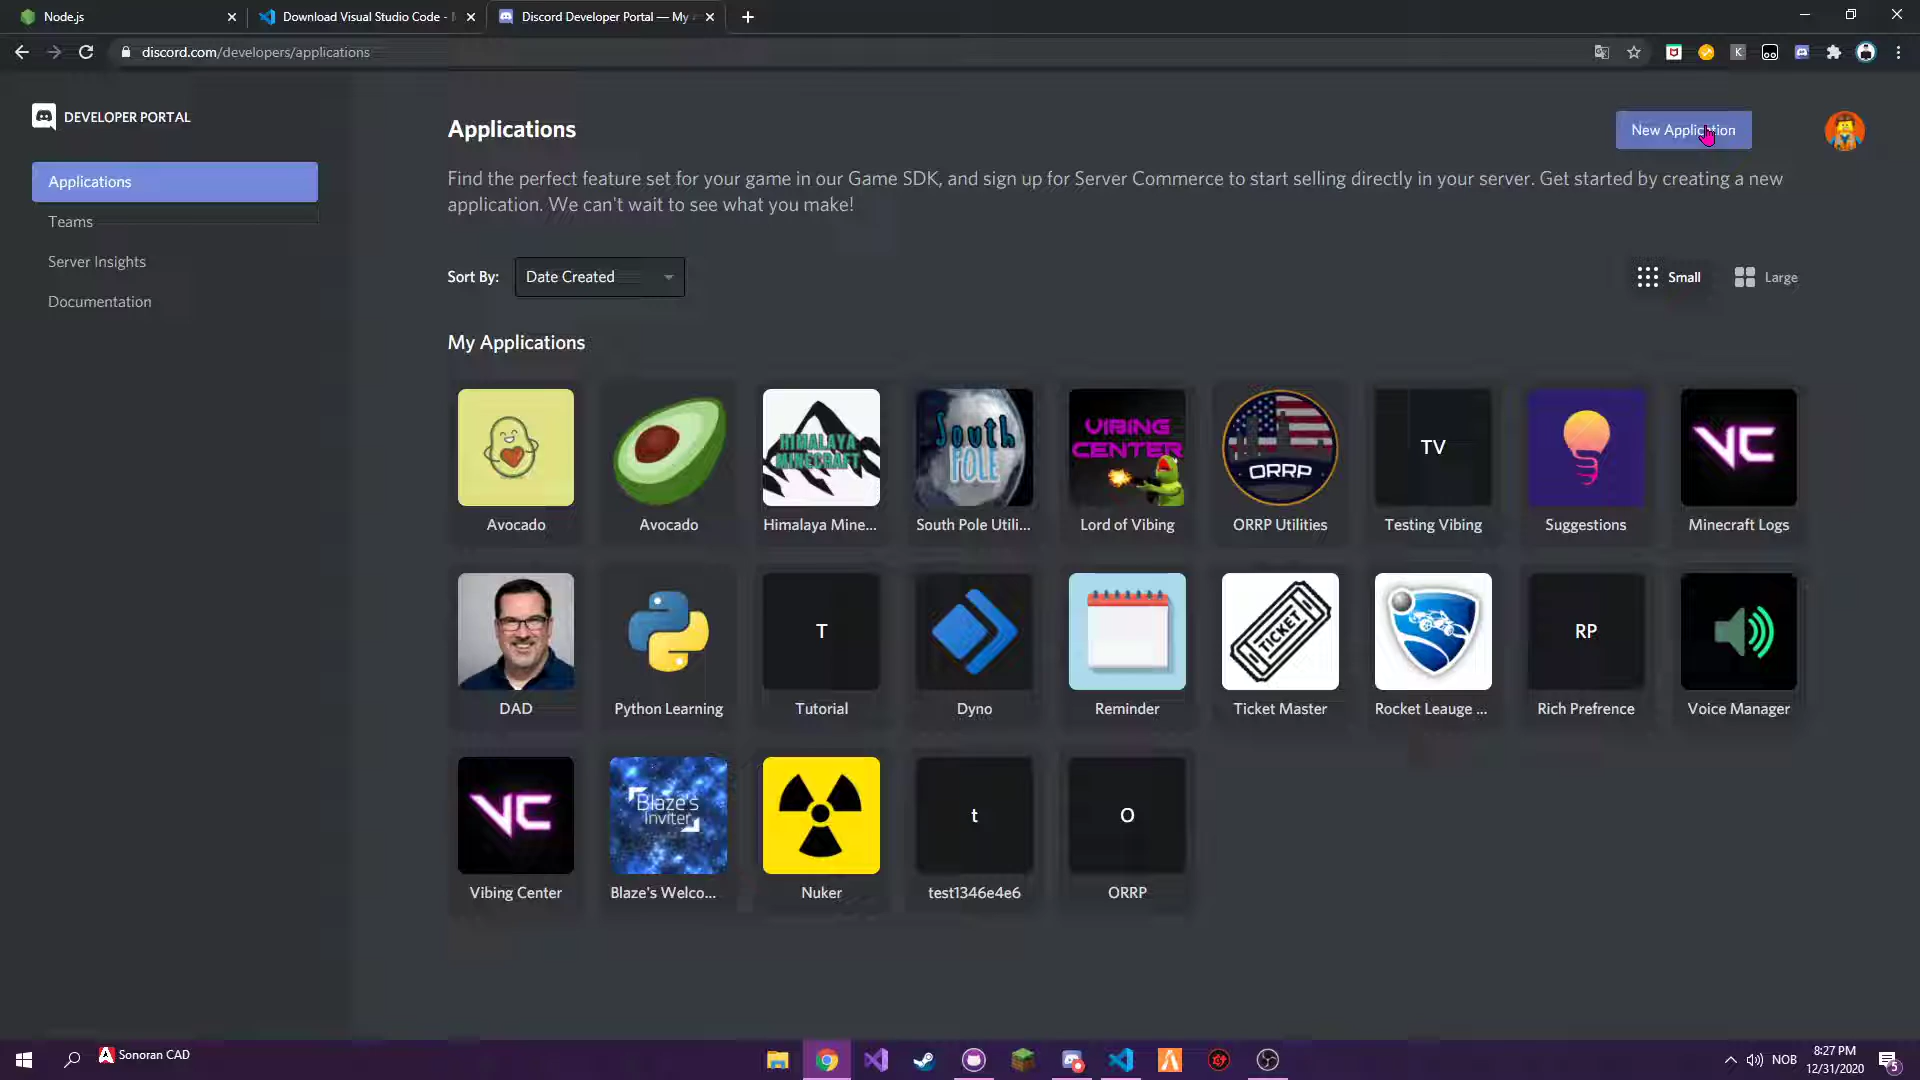 Node.js
Download Visual Studio Code -
Discord Developer Portal — My
discord.com/developers/applications
DEVELOPER PORTAL
Applications
Teams
Server Insights
Documentation
Applications
New Application
Find the perfect feature set for your game in our Game SDK, and sign up for Server Commerce to start selling directly in your server. Get started by creating a new
application. We can't wait to see what you make!
Sort By:
Date Created
Small
Large
My Applications
HIMALAYA
MINECRAFT
South
POLE
VIBING
CENTER
ORRP
TV
VC
Avocado
Avocado
Himalaya Mine...
South Pole Utili...
Lord of Vibing
ORRP Utilities
Testing Vibing
Suggestions
Minecraft Logs
T
TICKET
RP
DAD
Python Learning
Tutorial
Dyno
Reminder
Ticket Master
Rocket Leauge ...
Rich Prefrence
Voice Manager
VC
Blaze's
Inviter
t
O
Vibing Center
Blaze's Welco...
Nuker
test1346e4e6
ORRP
Sonoran CAD
NOB
8:27 PM
12/31/2020
5